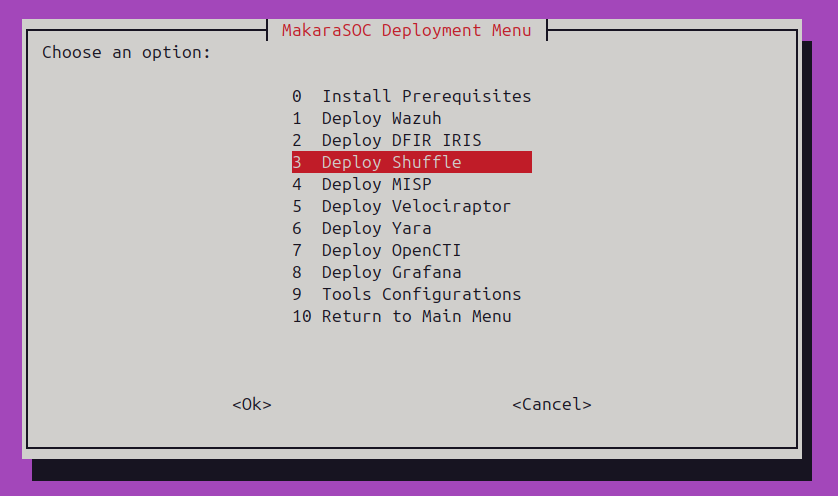 MakaraSOC Deployment Menu
Choose an option:
0 Install Prerequisites
1 Deploy Wazuh
2 Deploy DFIR IRIS
3 Deploy Shuffle
4 Deploy MISP
5 Deploy Velociraptor
6 Deploy Yara
7 Deploy OpenCTI
8 Deploy Grafana
9 Tools Configurations
10 Return to Main Menu
<Ok> <Cancel>